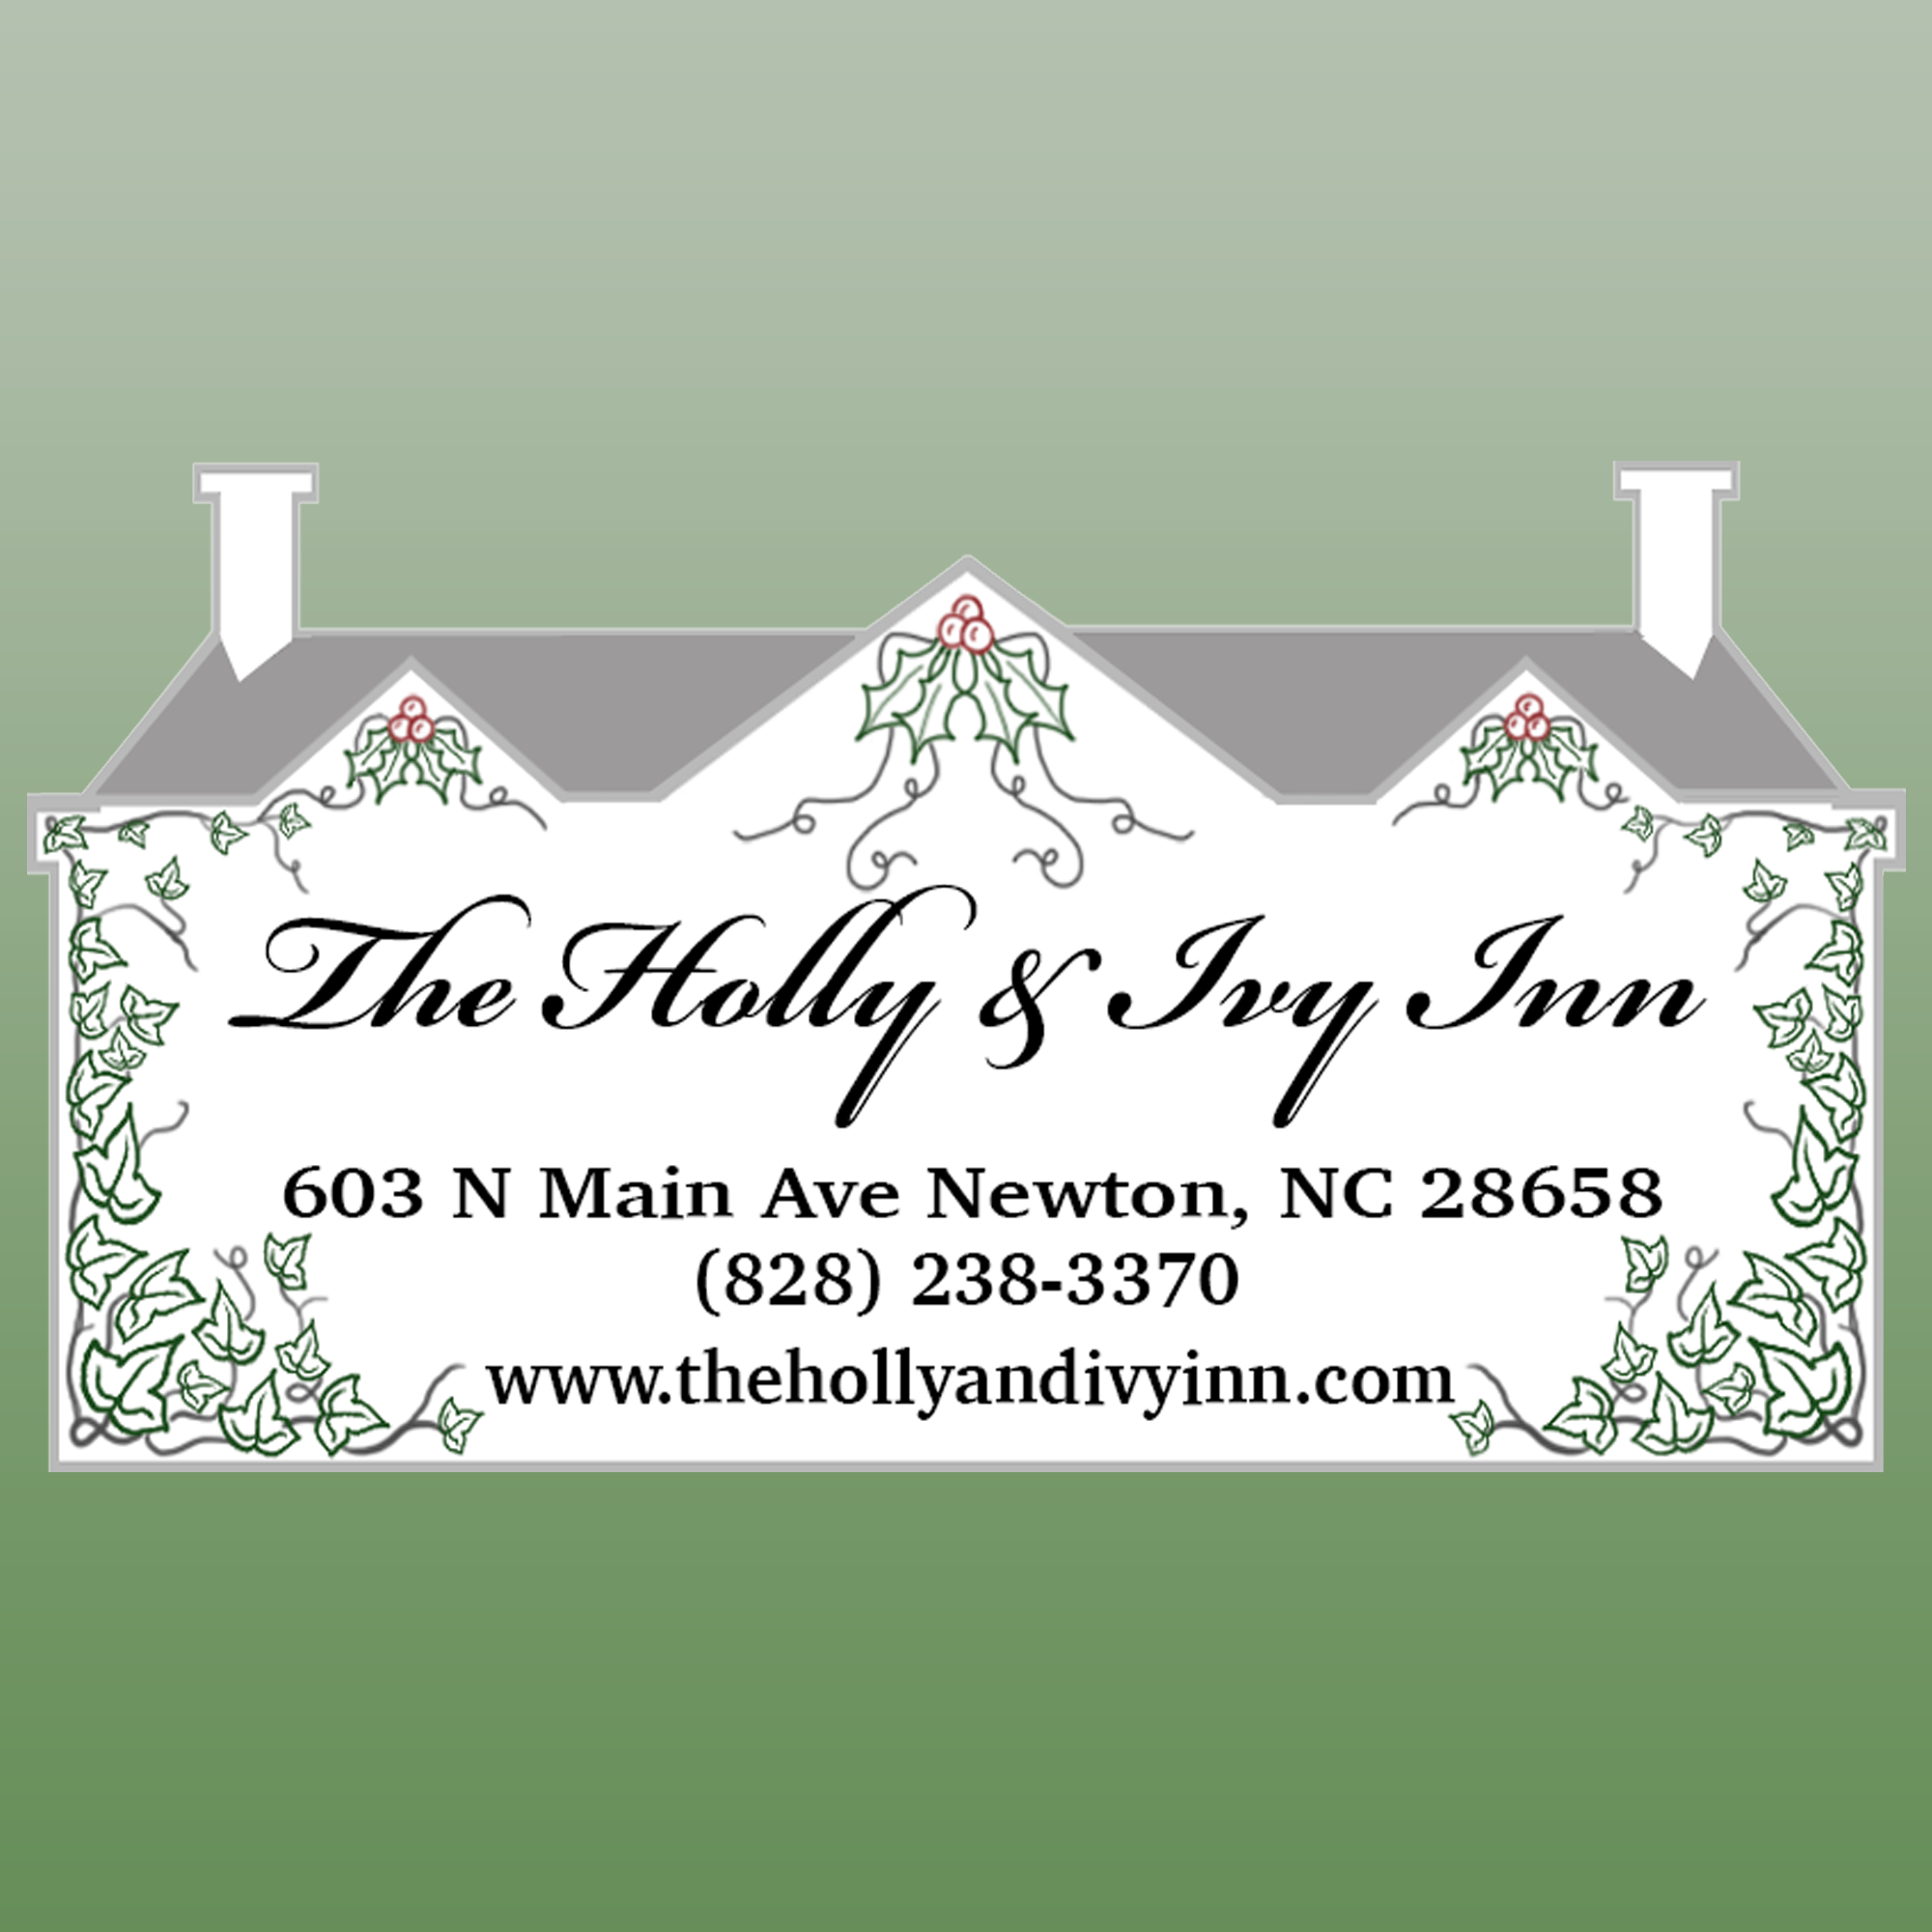 The Holly & Ivy Inn
603 N Main Ave Newton, NC 28658
(828) 238-3370
www.thehollyandivyinn.com